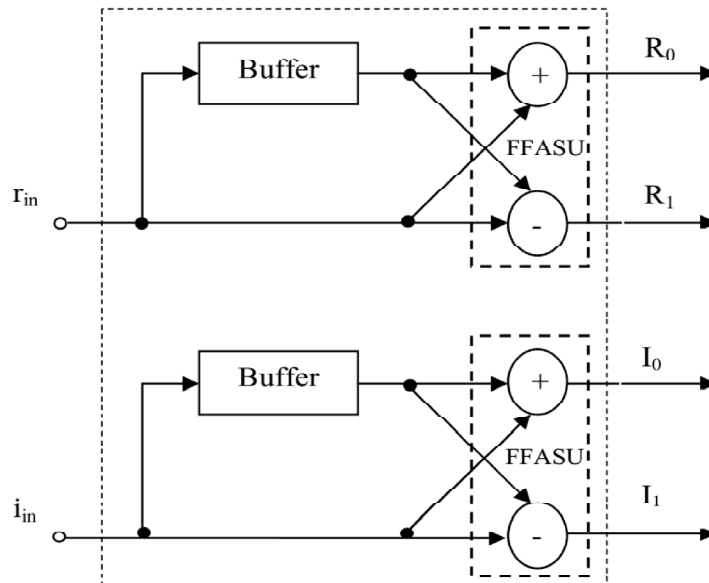 Buffer
+
R₀
FFASU
rᵢₙ
-
R₁
Buffer
+
I₀
FFASU
iᵢₙ
-
I₁